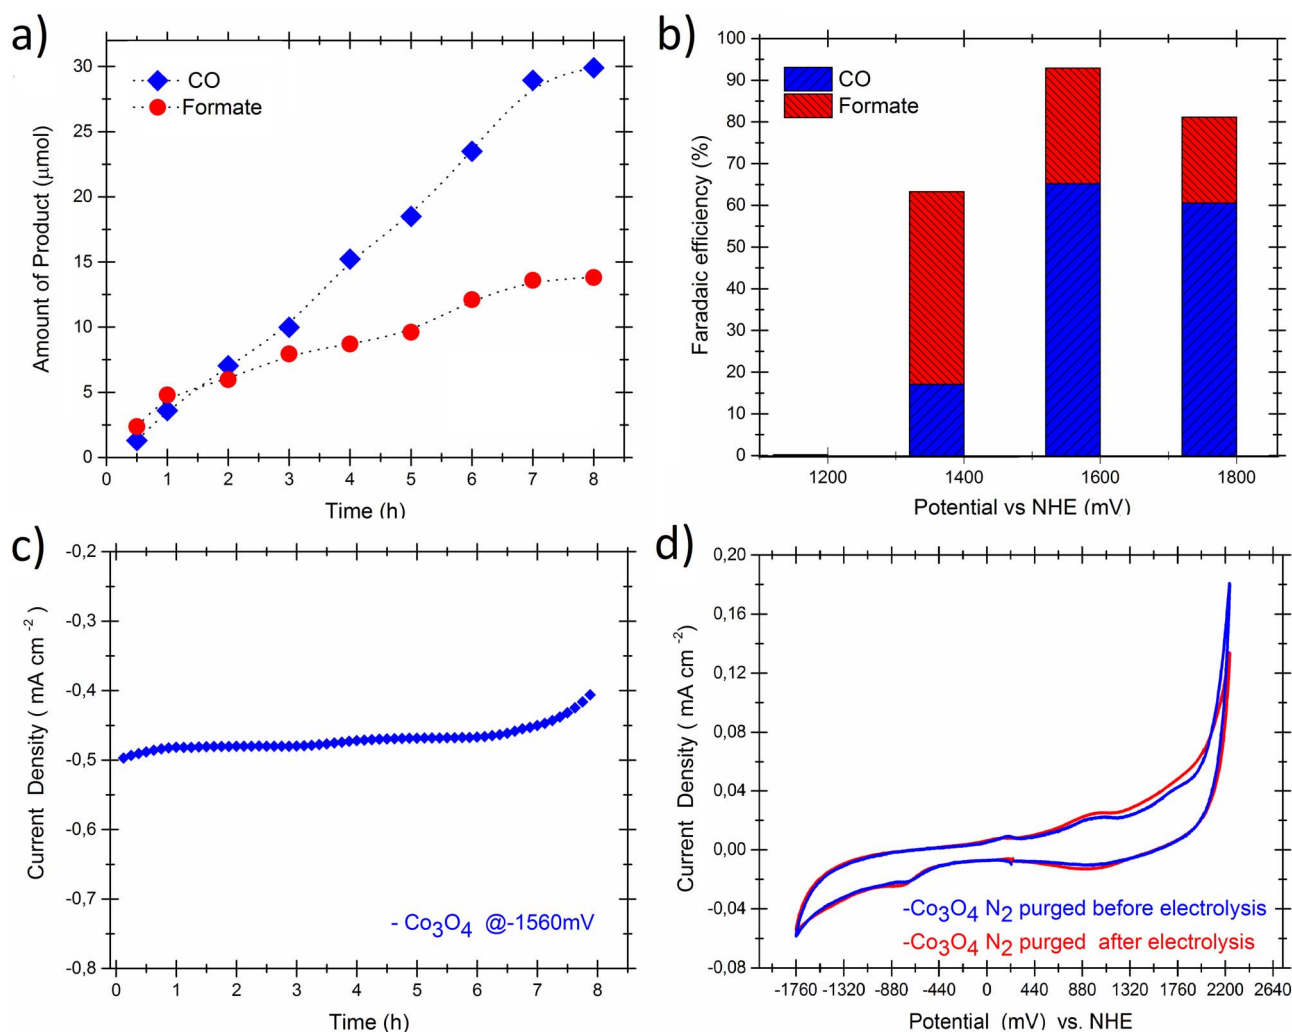 a)
30
25
20
15
10
5
0
Amount of Product (μmol)
CO
Formate
0 1 2 3 4 5 6 7 8
Time (h)
b)
100
90
80
70
60
50
40
30
20
10
0
Faradaic efficiency (%)
CO
Formate
1200 1400 1600 1800
Potential vs NHE (mV)
c)
-0,2
-0,3
-0,4
-0,5
-0,6
-0,7
-0,8
Current Density ( mA cm⁻² )
- Co₃O₄ @-1560mV
0 1 2 3 4 5 6 7 8
Time (h)
d)
0,20
0,16
0,12
0,08
0,04
0,00
-0,04
-0,08
Current Density ( mA cm⁻²)
-Co₃O₄ N₂ purged before electrolysis
-Co₃O₄ N₂ purged after electrolysis
-1760 -1320 -880 -440 0 440 880 1320 1760 2200 2640
Potential (mV) vs. NHE